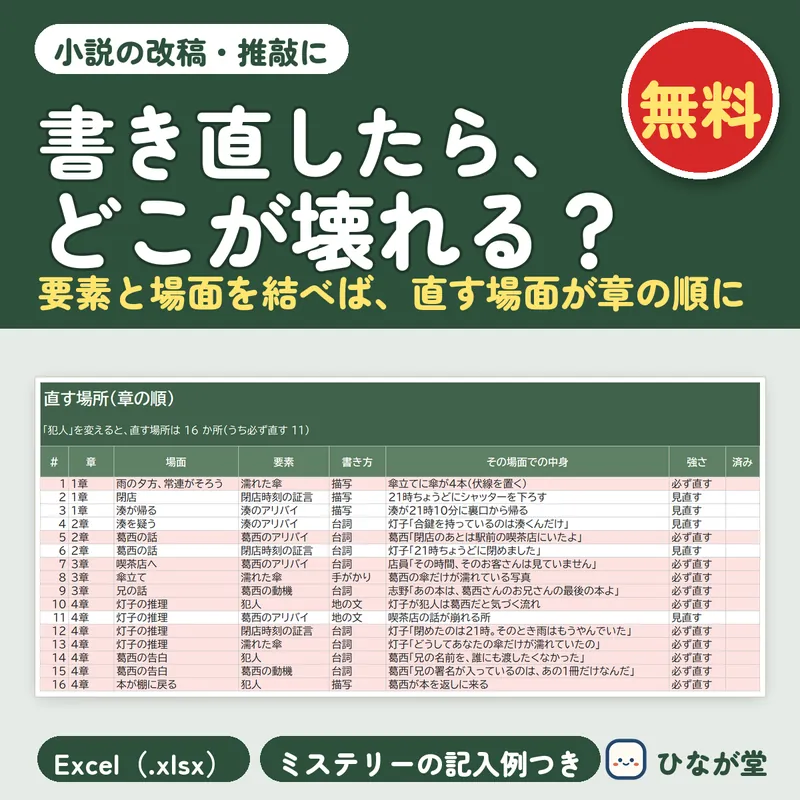 小説の改稿・推敲に
無料
書き直したら、
どこが壊れる？
要素と場面を結べば、直す場面が章の順に
直す場所(章の順)
「犯人」を変えると、直す場所は 16 か所(うち必ず直す 11)
# 章 場面 要素 書き方 その場面での中身 強さ 済み
1 1章 雨の夕方、常連がそろう 濡れた傘 描写 傘立てに傘が4本(伏線を置く) 必ず直す
2 1章 閉店 閉店時刻の証言 描写 21時ちょうどにシャッターを下ろす 見直す
3 1章 湊が帰る 湊のアリバイ 描写 湊が21時10分に裏口から帰る 見直す
4 2章 湊を疑う 湊のアリバイ 台詞 灯子「合鍵を持っているのは湊くんだけ」 見直す
5 2章 葛西の話 葛西のアリバイ 台詞 葛西「閉店のあとは駅前の喫茶店にいたよ」 必ず直す
6 2章 葛西の話 閉店時刻の証言 台詞 灯子「21時ちょうどに閉めました」 見直す
7 3章 喫茶店へ 葛西のアリバイ 台詞 店員「その時間、そのお客さんは見ていません」 必ず直す
8 3章 傘立て 濡れた傘 手がかり 葛西の傘だけが濡れている写真 必ず直す
9 3章 兄の話 葛西の動機 台詞 志野「あの本は、葛西さんのお兄さんの最後の本よ」 必ず直す
10 4章 灯子の推理 犯人 地の文 灯子が犯人は葛西だと気づく流れ 必ず直す
11 4章 灯子の推理 葛西のアリバイ 地の文 喫茶店の話が崩れる所 見直す
12 4章 灯子の推理 閉店時刻の証言 台詞 灯子「閉めたのは21時。そのとき雨はもうやんでいた」 必ず直す
13 4章 灯子の推理 濡れた傘 台詞 灯子「どうしてあなたの傘だけが濡れていたの」 必ず直す
14 4章 葛西の告白 犯人 台詞 葛西「兄の名前を、誰にも渡したくなかった」 必ず直す
15 4章 葛西の告白 葛西の動機 台詞 葛西「兄の署名が入っているのは、あの1冊だけなんだ」 必ず直す
16 4章 本が棚に戻る 犯人 描写 葛西が本を返しに来る 必ず直す
Excel（.xlsx）
ミステリーの記入例つき
ひなが堂